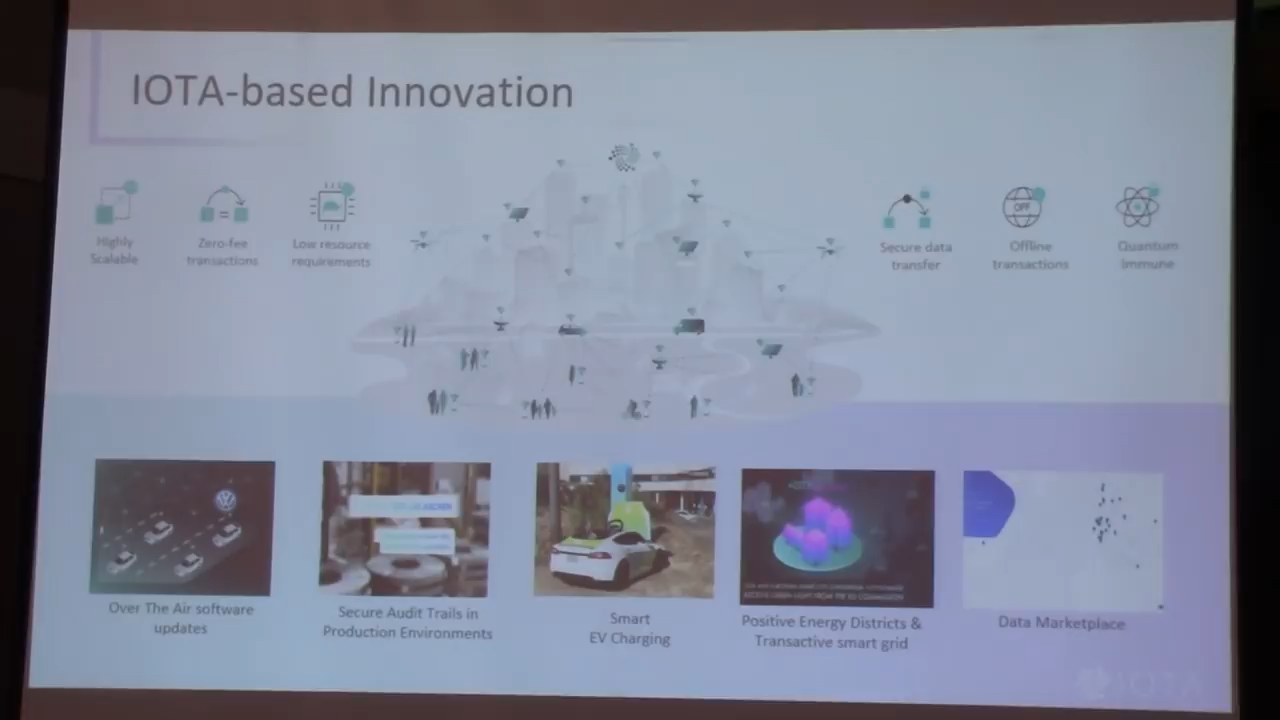 IOTA-based Innovation
Highly
Scalable
Zero-fee
transactions
Low resource
requirements
Secure data
transfer
OFF
Offline
transactions
Quantum
Immune
Over The Air software
updates
Secure Audit Trails in
Production Environments
Smart
EV Charging
Positive Energy Districts &
Transactive smart grid
Data Marketplace
IOTA